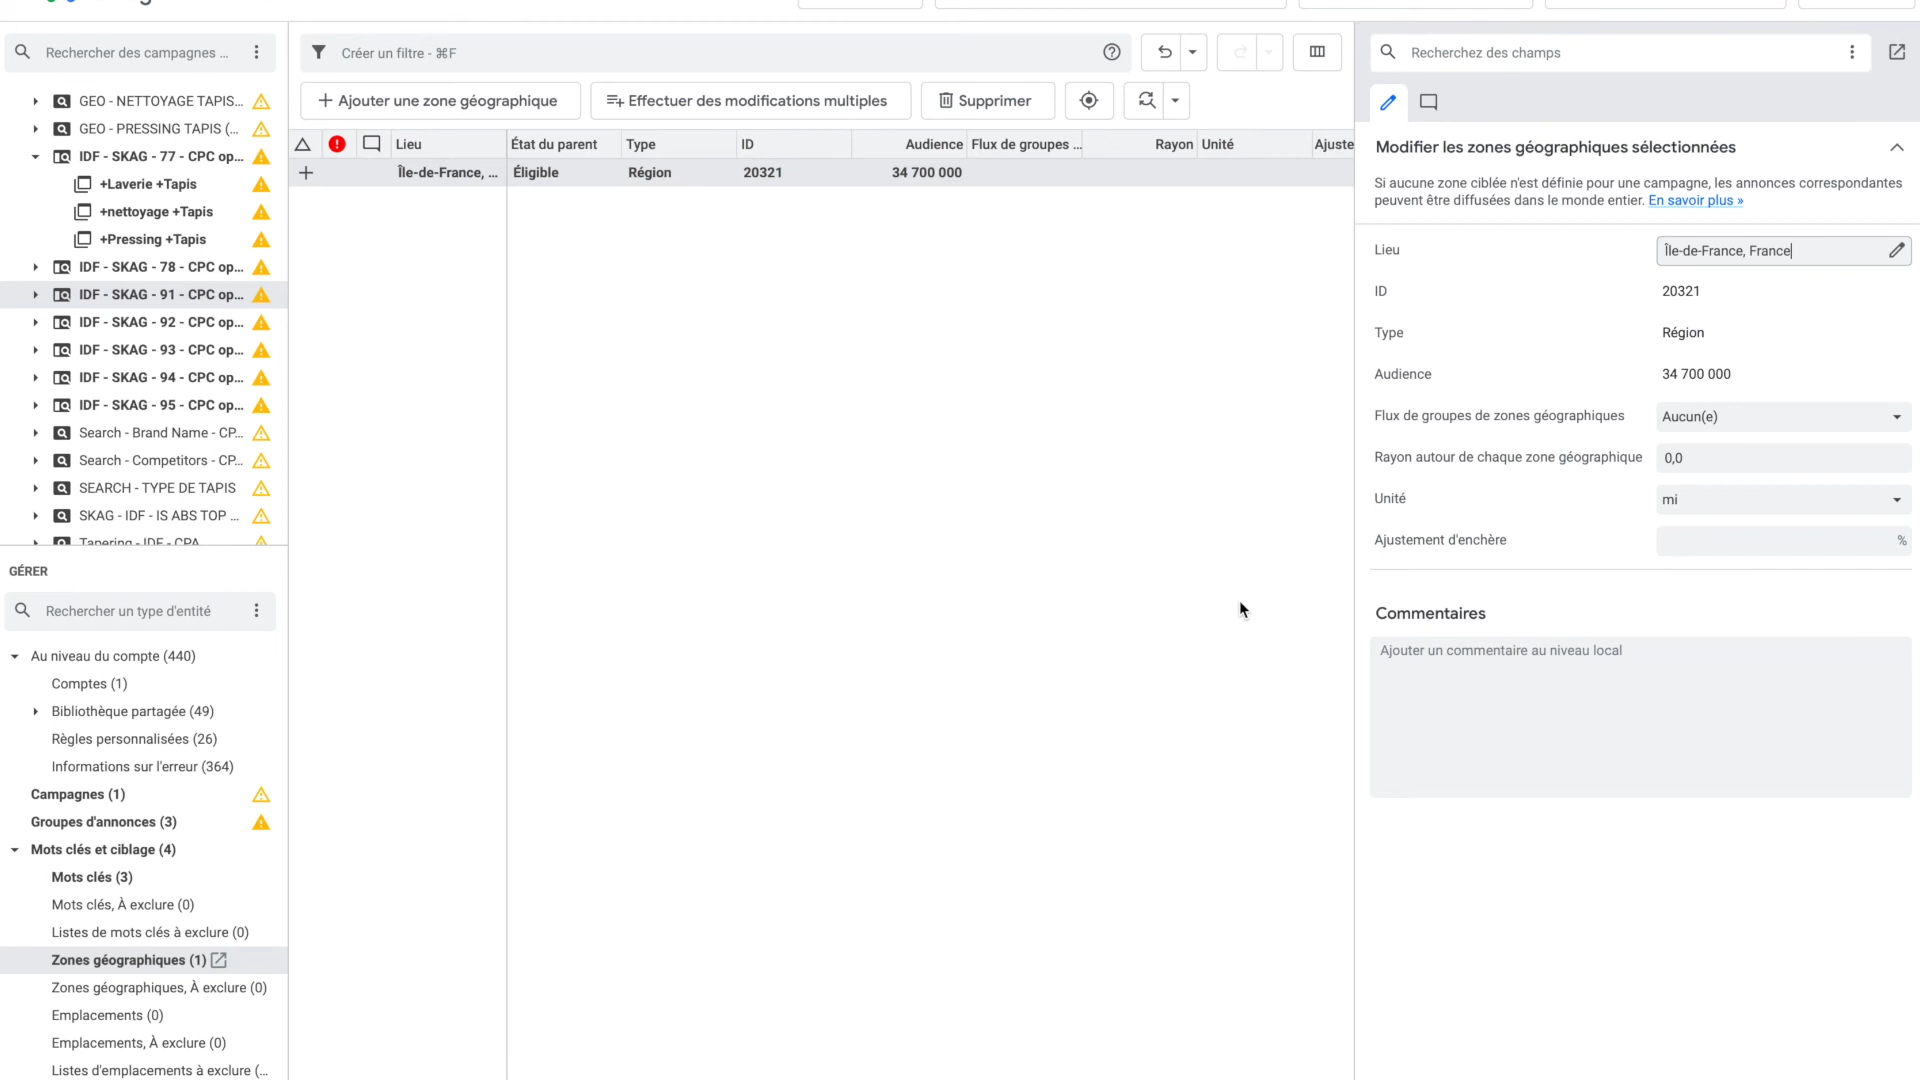 Rechercher des campagnes ...
GEO - NETTOYAGE TAPIS...
GEO - PRESSING TAPIS (...
IDF - SKAG - 77 - CPC op...
+Laverie +Tapis
+nettoyage +Tapis
+Pressing +Tapis
IDF - SKAG - 78 - CPC op...
IDF - SKAG - 91 - CPC op...
IDF - SKAG - 92 - CPC op...
IDF - SKAG - 93 - CPC op...
IDF - SKAG - 94 - CPC op...
IDF - SKAG - 95 - CPC op...
Search - Brand Name - CP...
Search - Competitors - CP...
SEARCH - TYPE DE TAPIS
SKAG - IDF - IS ABS TOP ...
Tapering - IDF - CPA
GÉRER
Rechercher un type d'entité
Au niveau du compte (440)
Comptes (1)
Bibliothèque partagée (49)
Règles personnalisées (26)
Informations sur l'erreur (364)
Campagnes (1)
Groupes d'annonces (3)
Mots clés et ciblage (4)
Mots clés (3)
Mots clés, À exclure (0)
Listes de mots clés à exclure (0)
Zones géographiques (1)
Zones géographiques, À exclure (0)
Emplacements (0)
Emplacements, À exclure (0)
Listes d'emplacements à exclure (...
Créer un filtre - ⌘F
Ajouter une zone géographique
Effectuer des modifications multiples
Supprimer
Lieu État du parent Type ID Audience Flux de groupes ... Rayon Unité Ajuste
Île-de-France, ... Éligible Région 20321 34 700 000
Recherchez des champs
Modifier les zones géographiques sélectionnées
Si aucune zone ciblée n'est définie pour une campagne, les annonces correspondantes
peuvent être diffusées dans le monde entier. En savoir plus »
Lieu Île-de-France, France
ID 20321
Type Région
Audience 34 700 000
Flux de groupes de zones géographiques Aucun(e)
Rayon autour de chaque zone géographique 0,0
Unité mi
Ajustement d'enchère %
Commentaires
Ajouter un commentaire au niveau local